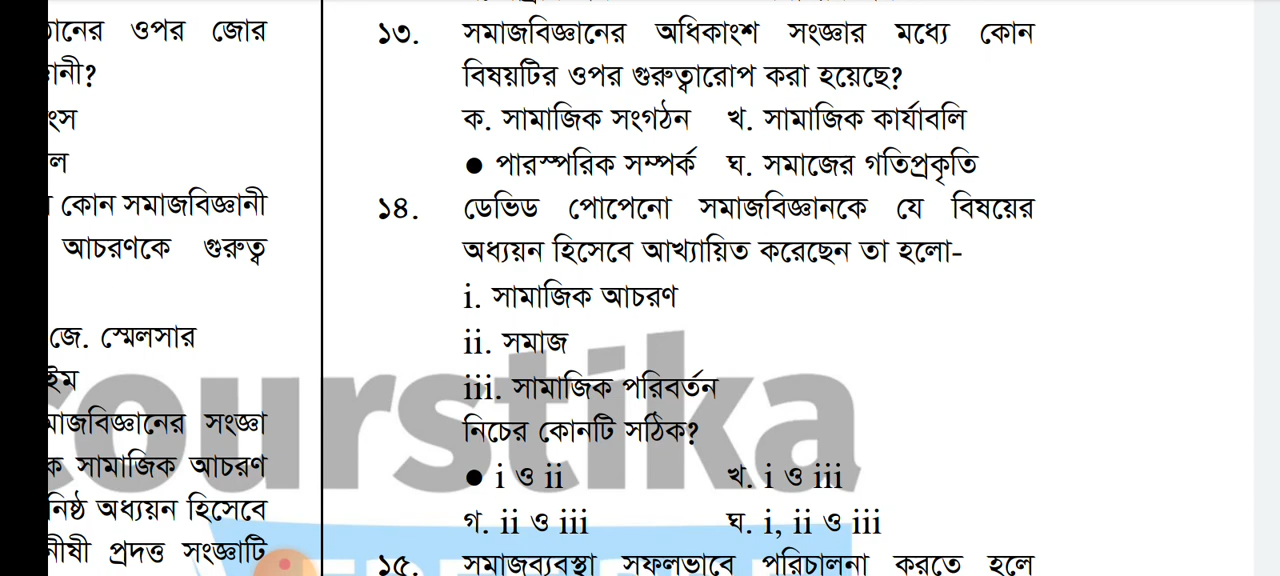 ওপর জোর
কোন সমাজবিজ্ঞানী
আচরণকে গুরুত্ব
জে. স্মেলসার
সংজ্ঞা
সামাজিক আচরণ
অধ্যয়ন হিসেবে
প্রদত্ত সংজ্ঞাটি
১৩. সমাজবিজ্ঞানের অধিকাংশ সংজ্ঞার মধ্যে কোন
বিষয়টির ওপর গুরুত্বারোপ করা হয়েছে?
ক. সামাজিক সংগঠন খ. সামাজিক কার্যাবলি
● পারস্পরিক সম্পর্ক ঘ. সমাজের গতিপ্রকৃতি
১৪. ডেভিড পোপেনো সমাজবিজ্ঞানকে যে বিষয়ের
অধ্যয়ন হিসেবে আখ্যায়িত করেছেন তা হলো-
i. সামাজিক আচরণ
ii. সমাজ
iii. সামাজিক পরিবর্তন
নিচের কোনটি সঠিক?
● i ও ii খ. i ও iii
গ. ii ও iii ঘ. i, ii ও iii
১৫. সমাজব্যবস্থা সফলভাবে পরিচালনা করতে হলে
courstika